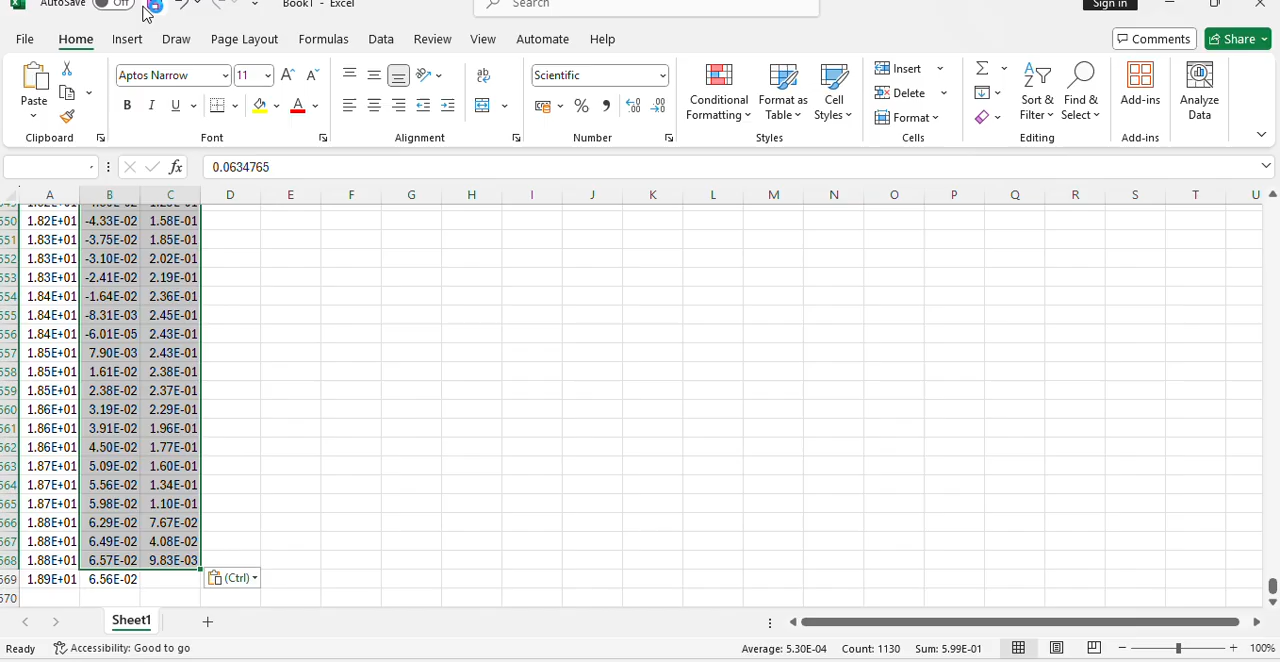 AutoSave Off Book1 - Excel Search Sign in
File Home Insert Draw Page Layout Formulas Data Review View Automate Help Comments Share
Aptos Narrow 11 A A Scientific Insert Σ
Paste B I U A % , Delete
Conditional Formatting Format as Table Cell Styles Format Sort & Filter Find & Select Add-ins Analyze Data
Clipboard Font Alignment Number Styles Cells Editing Add-ins
fx 0.0634765
A B C D E F G H I J K L M N O P Q R S T U
550 1.82E+01 -4.33E-02 1.58E-01
551 1.83E+01 -3.75E-02 1.85E-01
552 1.83E+01 -3.10E-02 2.02E-01
553 1.83E+01 -2.41E-02 2.19E-01
554 1.84E+01 -1.64E-02 2.36E-01
555 1.84E+01 -8.31E-03 2.45E-01
556 1.84E+01 -6.01E-05 2.43E-01
557 1.85E+01 7.90E-03 2.43E-01
558 1.85E+01 1.61E-02 2.38E-01
559 1.85E+01 2.38E-02 2.37E-01
560 1.86E+01 3.19E-02 2.29E-01
561 1.86E+01 3.91E-02 1.96E-01
562 1.86E+01 4.50E-02 1.77E-01
563 1.87E+01 5.09E-02 1.60E-01
564 1.87E+01 5.56E-02 1.34E-01
565 1.87E+01 5.98E-02 1.10E-01
566 1.88E+01 6.29E-02 7.67E-02
567 1.88E+01 6.49E-02 4.08E-02
568 1.88E+01 6.57E-02 9.83E-03
569 1.89E+01 6.56E-02 (Ctrl)
570
Sheet1
Ready Accessibility: Good to go Average: 5.30E-04 Count: 1130 Sum: 5.99E-01 100%